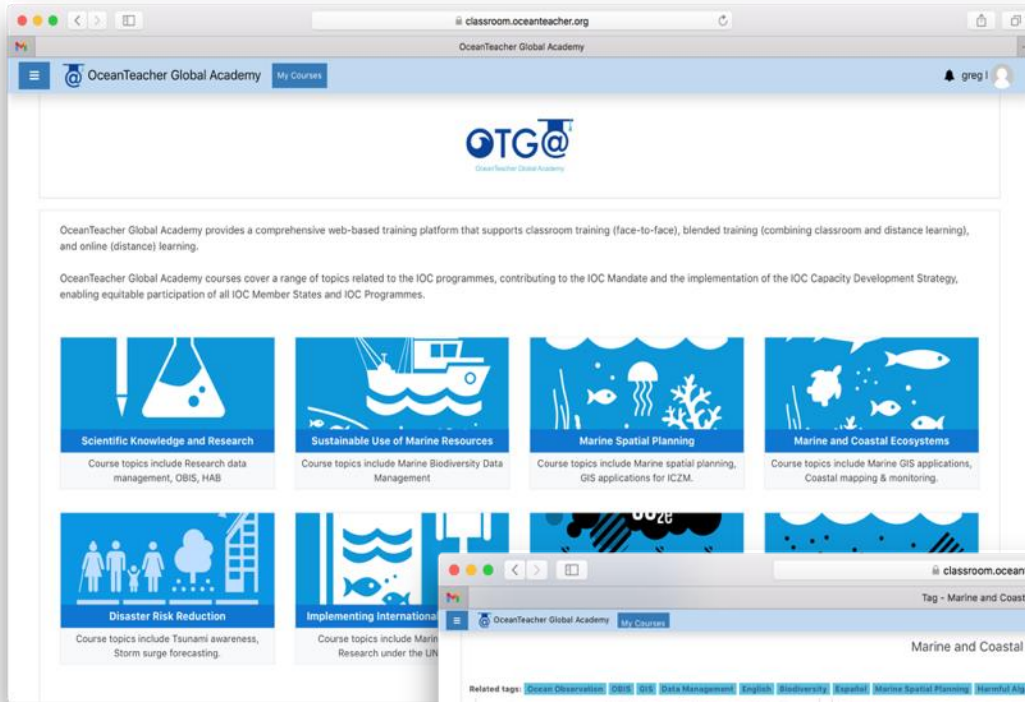 classroom.oceanteacher.org
OceanTeacher Global Academy
OceanTeacher Global Academy
My Courses
greg l
OTG@
OceanTeacher Global Academy
OceanTeacher Global Academy provides a comprehensive web-based training platform that supports classroom training (face-to-face), blended training (combining classroom and distance learning),
and online (distance) learning.
OceanTeacher Global Academy courses cover a range of topics related to the IOC programmes, contributing to the IOC Mandate and the implementation of the IOC Capacity Development Strategy,
enabling equitable participation of all IOC Member States and IOC Programmes.
Scientific Knowledge and Research
Course topics include Research data
management, OBIS, HAB
Sustainable Use of Marine Resources
Course topics include Marine Biodiversity Data
Management
Marine Spatial Planning
Course topics include Marine spatial planning,
GIS applications for ICZM.
Marine and Coastal Ecosystems
Course topics include Marine GIS applications,
Coastal mapping & monitoring.
Disaster Risk Reduction
Course topics include Tsunami awareness,
Storm surge forecasting.
Implementing International
Course topics include Marin
Research under the UN
classroom.ocean
Tag - Marine and Coast
OceanTeacher Global Academy
My Courses
Marine and Coastal
Related tags: Ocean Observation OBIS GIS Data Management English Biodiversity Español Marine Spatial Planning Harmful Alg